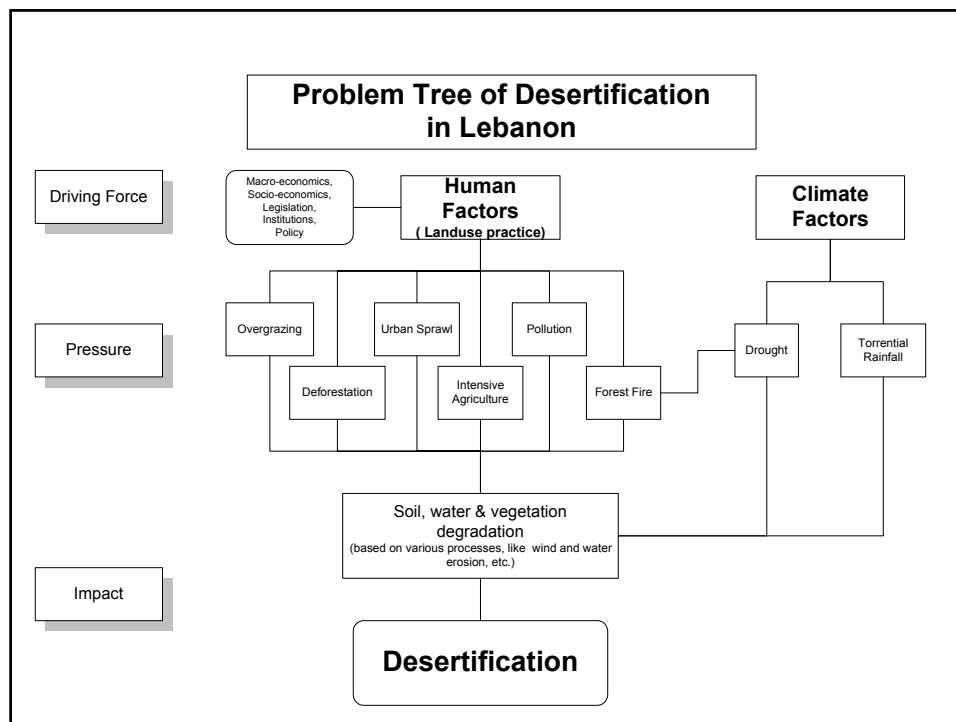 Problem Tree of Desertification
in Lebanon
Driving Force
Macro-economics,
Socio-economics,
Legislation,
Institutions,
Policy
Human
Factors
( Landuse practice)
Climate
Factors
Pressure
Overgrazing
Urban Sprawl
Pollution
Drought
Torrential
Rainfall
Deforestation
Intensive
Agriculture
Forest Fire
Soil, water & vegetation
degradation
(based on various processes, like wind and water
erosion, etc.)
Impact
Desertification